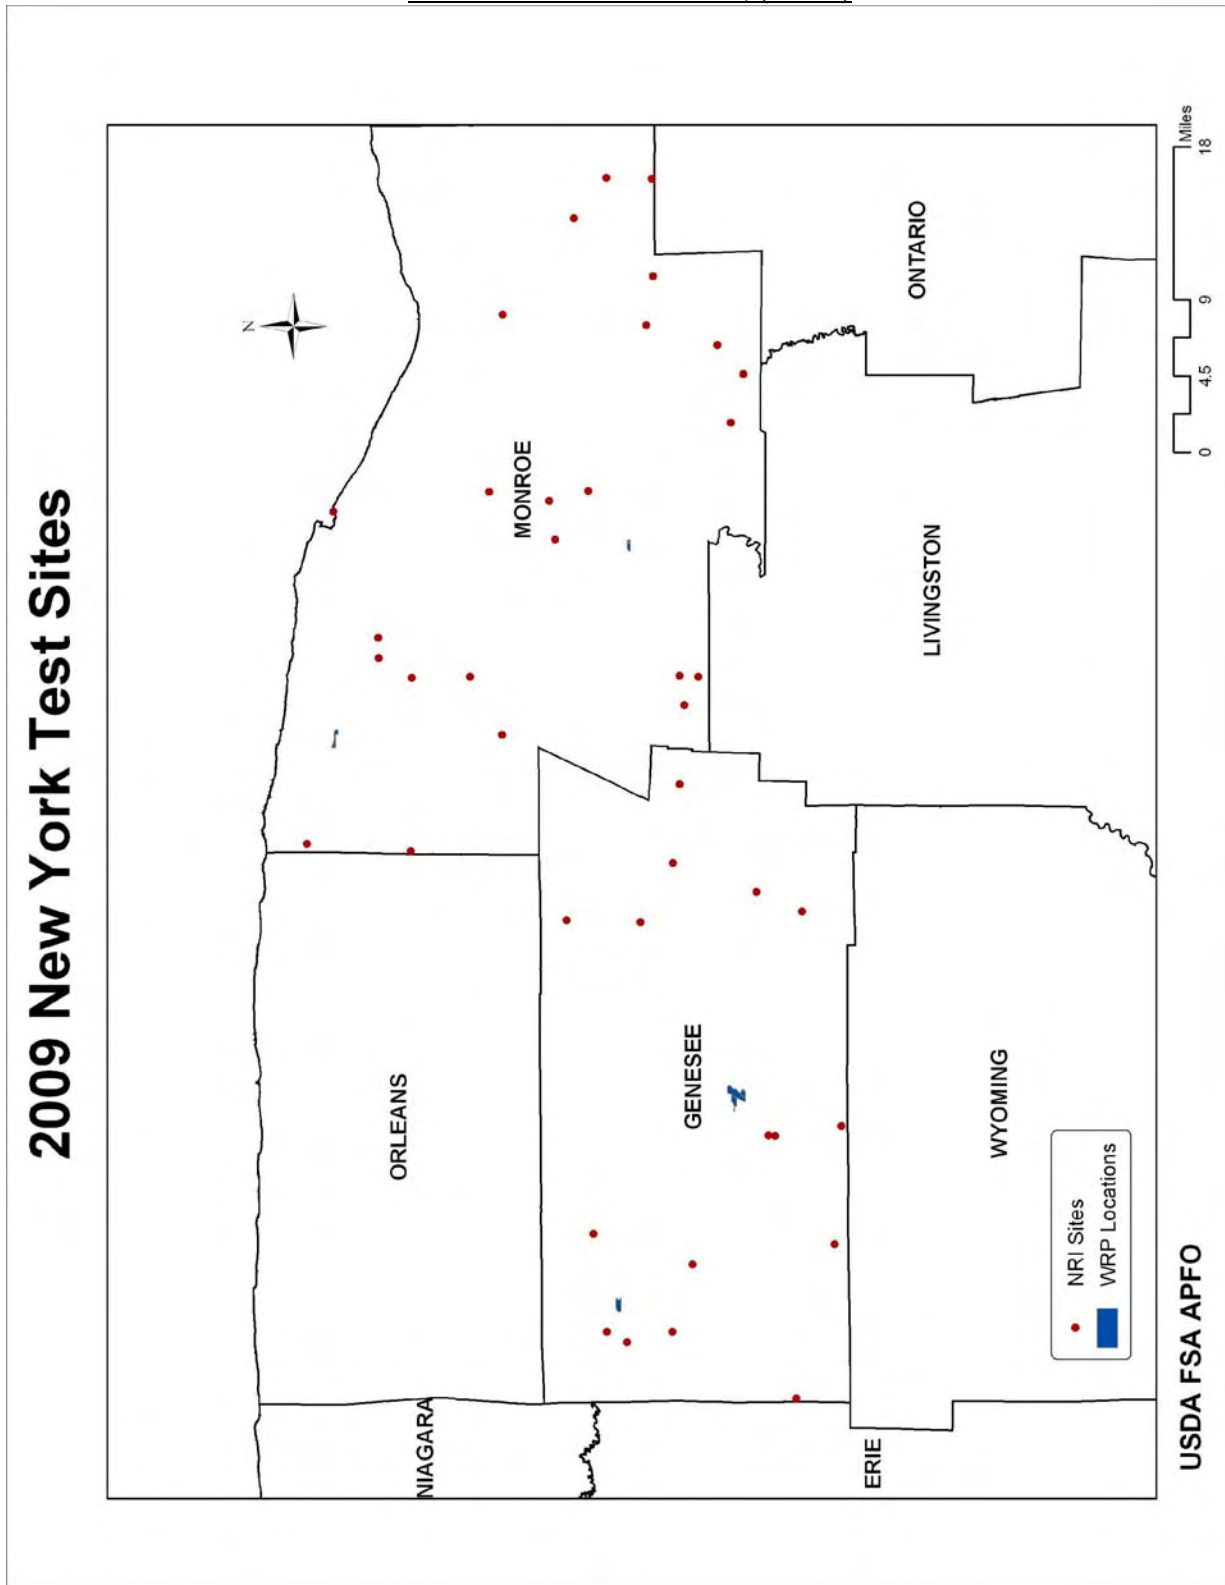 2009 New York Test Sites
N
MONROE
ORLEANS
NIAGARA
GENESEE
ONTARIO
LIVINGSTON
WYOMING
ERIE
NRI Sites
WRP Locations
USDA FSA APFO
0 4.5 9 18
Miles